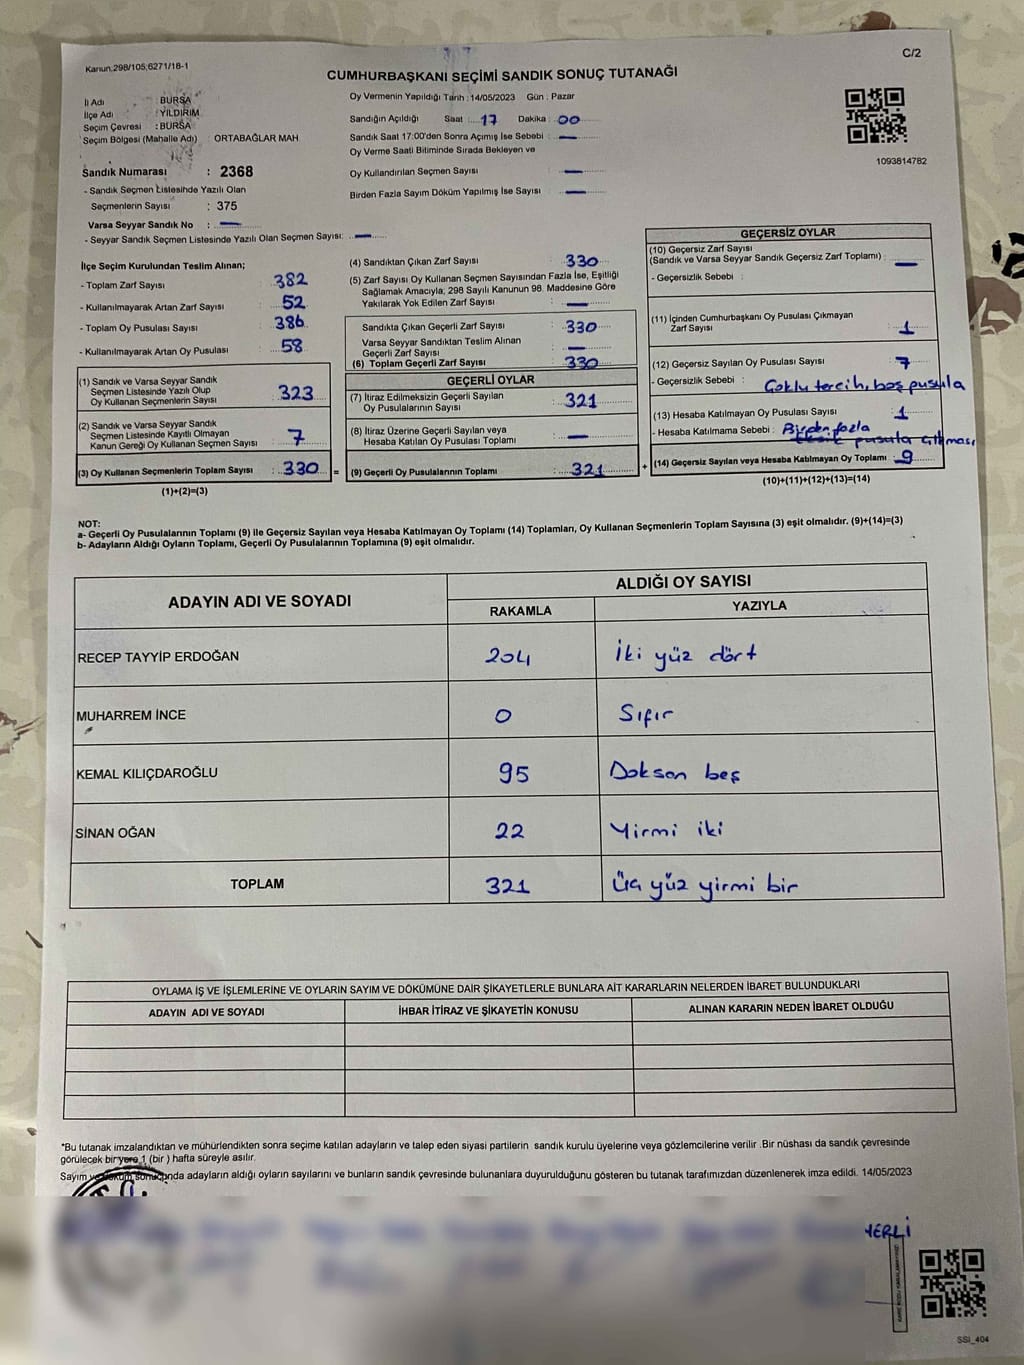 Kanun,298/105,6271/18-1
C/2
CUMHURBAŞKANI SEÇİMİ SANDIK SONUÇ TUTANAĞI
İl Adı : BURSA
İlçe Adı : YILDIRIM
Seçim Çevresi : BURSA
Seçim Bölgesi (Mahalle Adı) ORTABAĞLAR MAH
Sandık Numarası : 2368
- Sandık Seçmen Listesinde Yazılı Olan
Seçmenlerin Sayısı : 375
Varsa Seyyar Sandık No : —
- Seyyar Sandık Seçmen Listesinde Yazılı Olan Seçmen Sayısı: —
Oy Vermenin Yapıldığı Tarih :14/05/2023 Gün : Pazar
Sandığın Açıldığı Saat : 17 Dakika : 00
Sandık Saat 17:00'den Sonra Açımış İse Sebebi : —
Oy Verme Saati Bitiminde Sırada Bekleyen ve
Oy Kullandırılan Seçmen Sayısı : —
Birden Fazla Sayım Döküm Yapılmış İse Sayısı : —
1093814782
İlçe Seçim Kurulundan Teslim Alınan;
- Toplam Zarf Sayısı : 382
- Kullanılmayarak Artan Zarf Sayısı : 52
- Toplam Oy Pusulası Sayısı : 386
- Kullanılmayarak Artan Oy Pusulası : 58
(1) Sandık ve Varsa Seyyar Sandık
Seçmen Listesinde Yazılı Olup
Oy Kullanan Seçmenlerin Sayısı : 323
(2) Sandık ve Varsa Seyyar Sandık
Seçmen Listesinde Kayıtlı Olmayan
Kanun Gereği Oy Kullanan Seçmen Sayısı : 7
(3) Oy Kullanan Seçmenlerin Toplam Sayısı : 330 =
(1)+(2)=(3)
(4) Sandıktan Çıkan Zarf Sayısı : 330
(5) Zarf Sayısı Oy Kullanan Seçmen Sayısından Fazla İse, Eşitliği
Sağlamak Amacıyla; 298 Sayılı Kanunun 98. Maddesine Göre
Yakılarak Yok Edilen Zarf Sayısı : —
Sandıkta Çıkan Geçerli Zarf Sayısı : 330
Varsa Seyyar Sandıktan Teslim Alınan
Geçerli Zarf Sayısı : —
(6) Toplam Geçerli Zarf Sayısı : 330
GEÇERLİ OYLAR
(7) İtiraz Edilmeksizin Geçerli Sayılan
Oy Pusulalarının Sayısı : 321
(8) İtiraz Üzerine Geçerli Sayılan veya
Hesaba Katılan Oy Pusulası Toplamı : —
(9) Geçerli Oy Pusulalarının Toplamı : 321 +
GEÇERSİZ OYLAR
(10) Geçersiz Zarf Sayısı
(Sandık ve Varsa Seyyar Sandık Geçersiz Zarf Toplamı) : —
- Geçersizlik Sebebi :
(11) İçinden Cumhurbaşkanı Oy Pusulası Çıkmayan
Zarf Sayısı : 1
(12) Geçersiz Sayılan Oy Pusulası Sayısı : 7
- Geçersizlik Sebebi : Çoklu tercih, boş pusula
(13) Hesaba Katılmayan Oy Pusulası Sayısı : 1
- Hesaba Katılmama Sebebi : Birden fazla
pusula çıkması
(14) Geçersiz Sayılan veya Hesaba Katılmayan Oy Toplamı : 9
(10)+(11)+(12)+(13)=(14)
NOT:
a- Geçerli Oy Pusulalarının Toplamı (9) ile Geçersiz Sayılan veya Hesaba Katılmayan Oy Toplamı (14) Toplamları, Oy Kullanan Seçmenlerin Toplam Sayısına (3) eşit olmalıdır. (9)+(14)=(3)
b- Adayların Aldığı Oyların Toplamı, Geçerli Oy Pusulalarının Toplamına (9) eşit olmalıdır.
ADAYIN ADI VE SOYADI ALDIĞI OY SAYISI
RAKAMLA YAZIYLA
RECEP TAYYİP ERDOĞAN 204 İki yüz dört
MUHARREM İNCE 0 Sıfır
KEMAL KILIÇDAROĞLU 95 Doksan beş
SİNAN OĞAN 22 Yirmi iki
TOPLAM 321 Üç yüz yirmi bir
OYLAMA İŞ VE İŞLEMLERİNE VE OYLARIN SAYIM VE DÖKÜMÜNE DAİR ŞİKAYETLERLE BUNLARA AİT KARARLARIN NELERDEN İBARET BULUNDUKLARI
ADAYIN ADI VE SOYADI İHBAR İTİRAZ VE ŞİKAYETİN KONUSU ALINAN KARARIN NEDEN İBARET OLDUĞU
*Bu tutanak imzalandıktan ve mühürlendikten sonra seçime katılan adayların ve talep eden siyasi partilerin sandık kurulu üyelerine veya gözlemcilerine verilir .Bir nüshası da sandık çevresinde
görülecek bir yere 1 (bir ) hafta süreyle asılır.
Sayım ve döküm sonucunda adayların aldığı oyların sayılarını ve bunların sandık çevresinde bulunanlara duyurulduğunu gösteren bu tutanak tarafımızdan düzenlenerek imza edildi. 14/05/2023
YERLİ
SSI_404